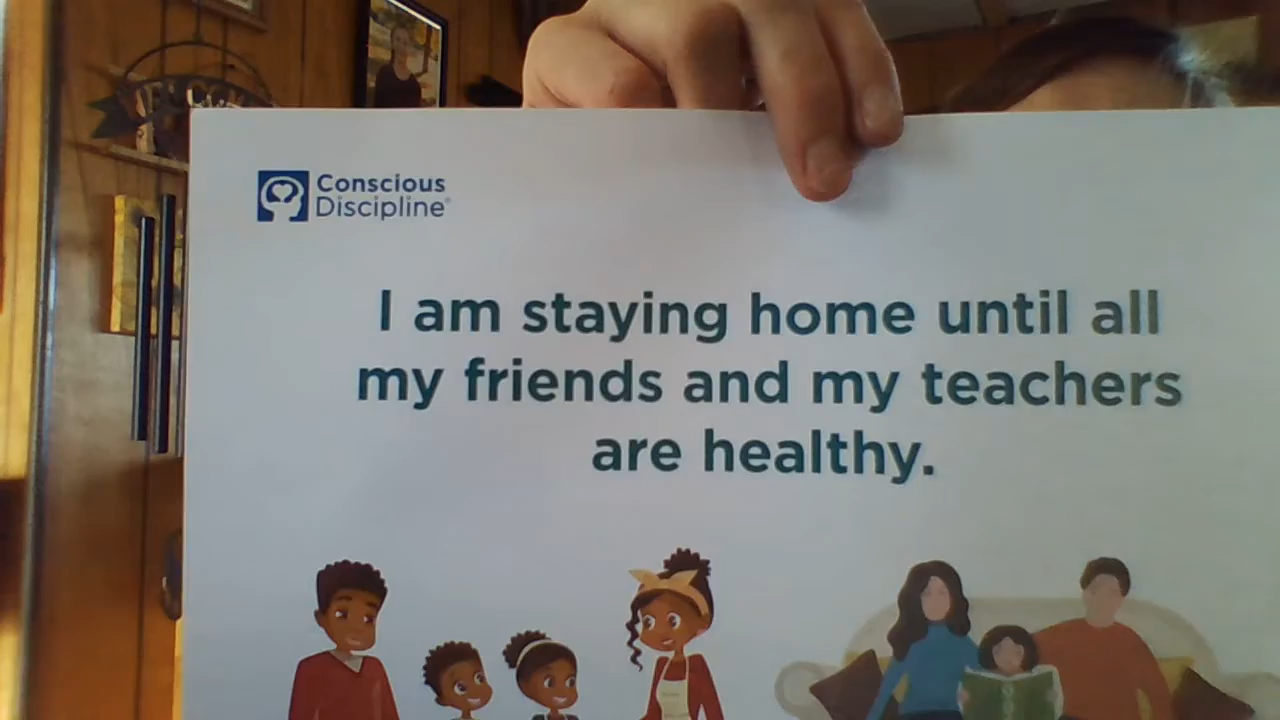 Conscious
Discipline®
I am staying home until all
my friends and my teachers
are healthy.